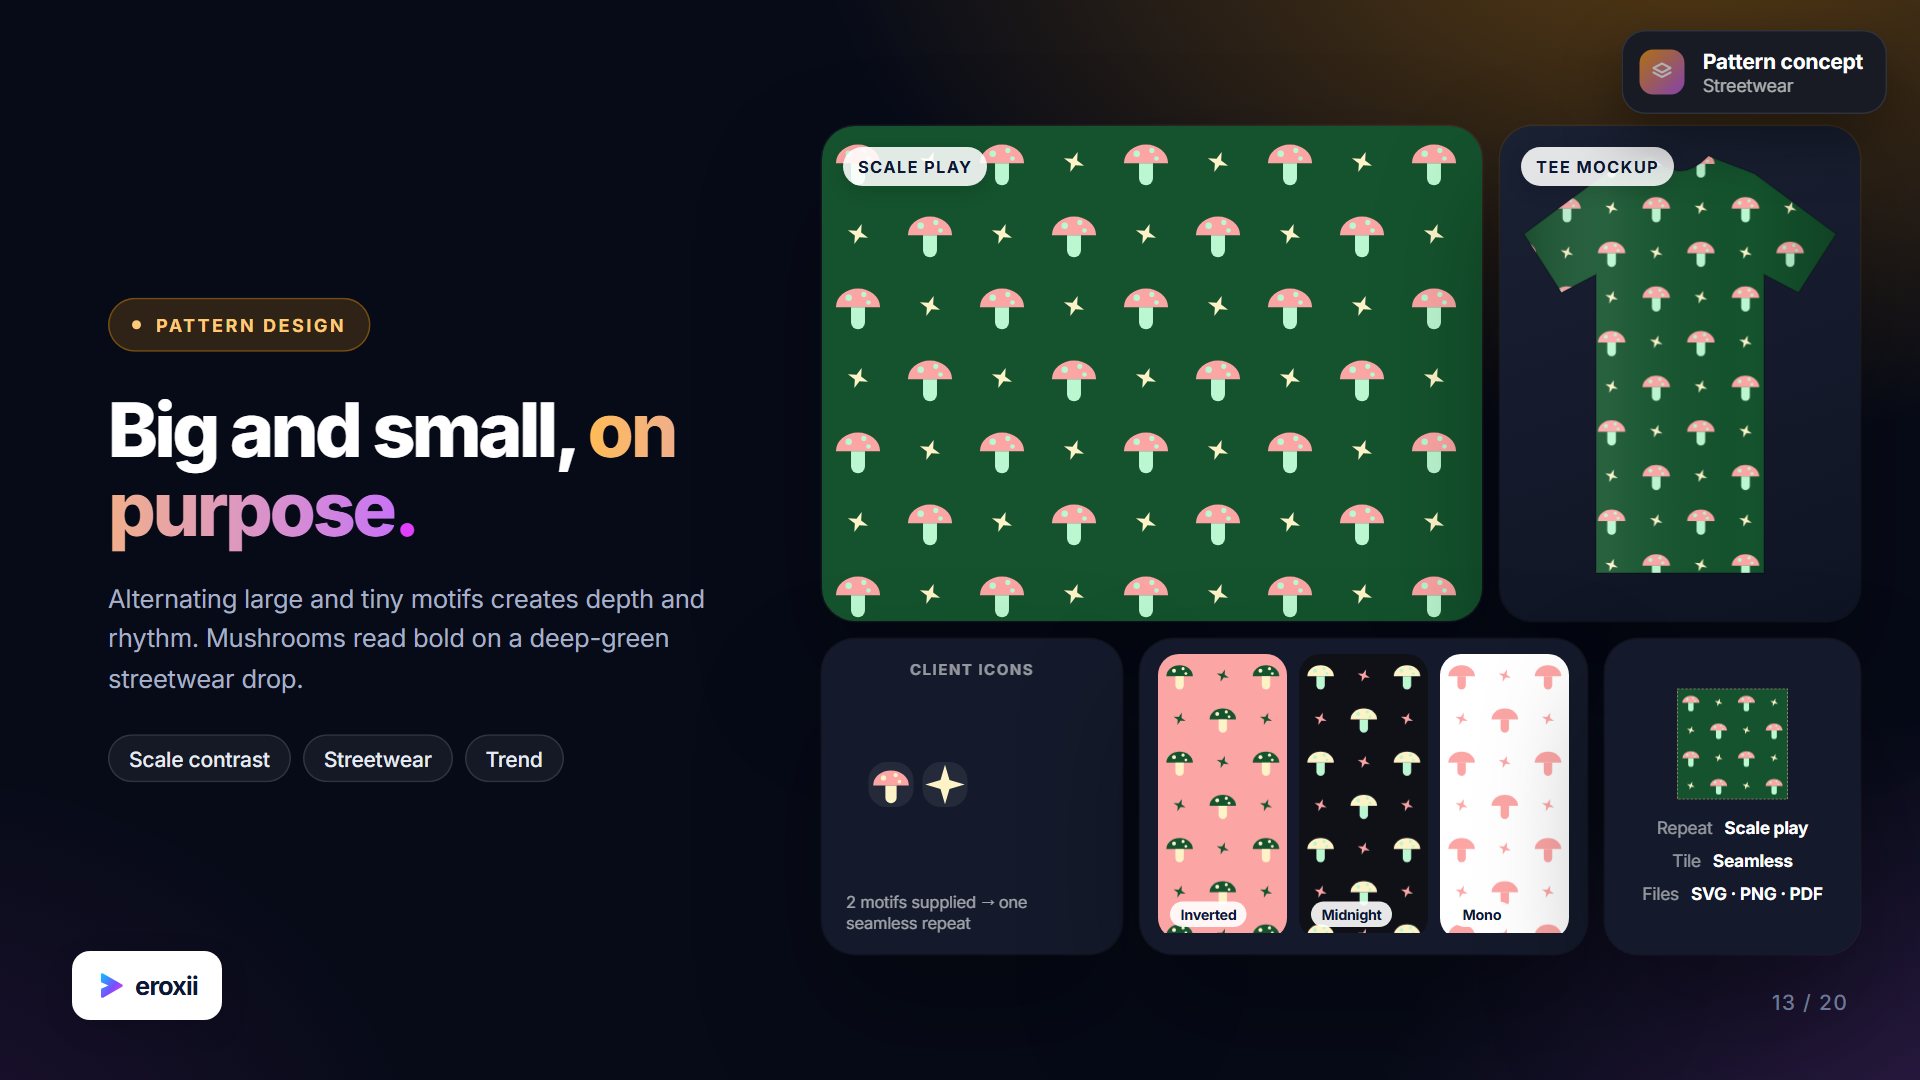 Pattern concept
Streetwear
PATTERN DESIGN
Big and small, on
purpose.
Alternating large and tiny motifs creates depth and
rhythm. Mushrooms read bold on a deep-green
streetwear drop.
Scale contrast
Streetwear
Trend
SCALE PLAY
TEE MOCKUP
CLIENT ICONS
2 motifs supplied → one
seamless repeat
Inverted
Midnight
Mono
Repeat Scale play
Tile Seamless
Files SVG · PNG · PDF
eroxii
13 / 20